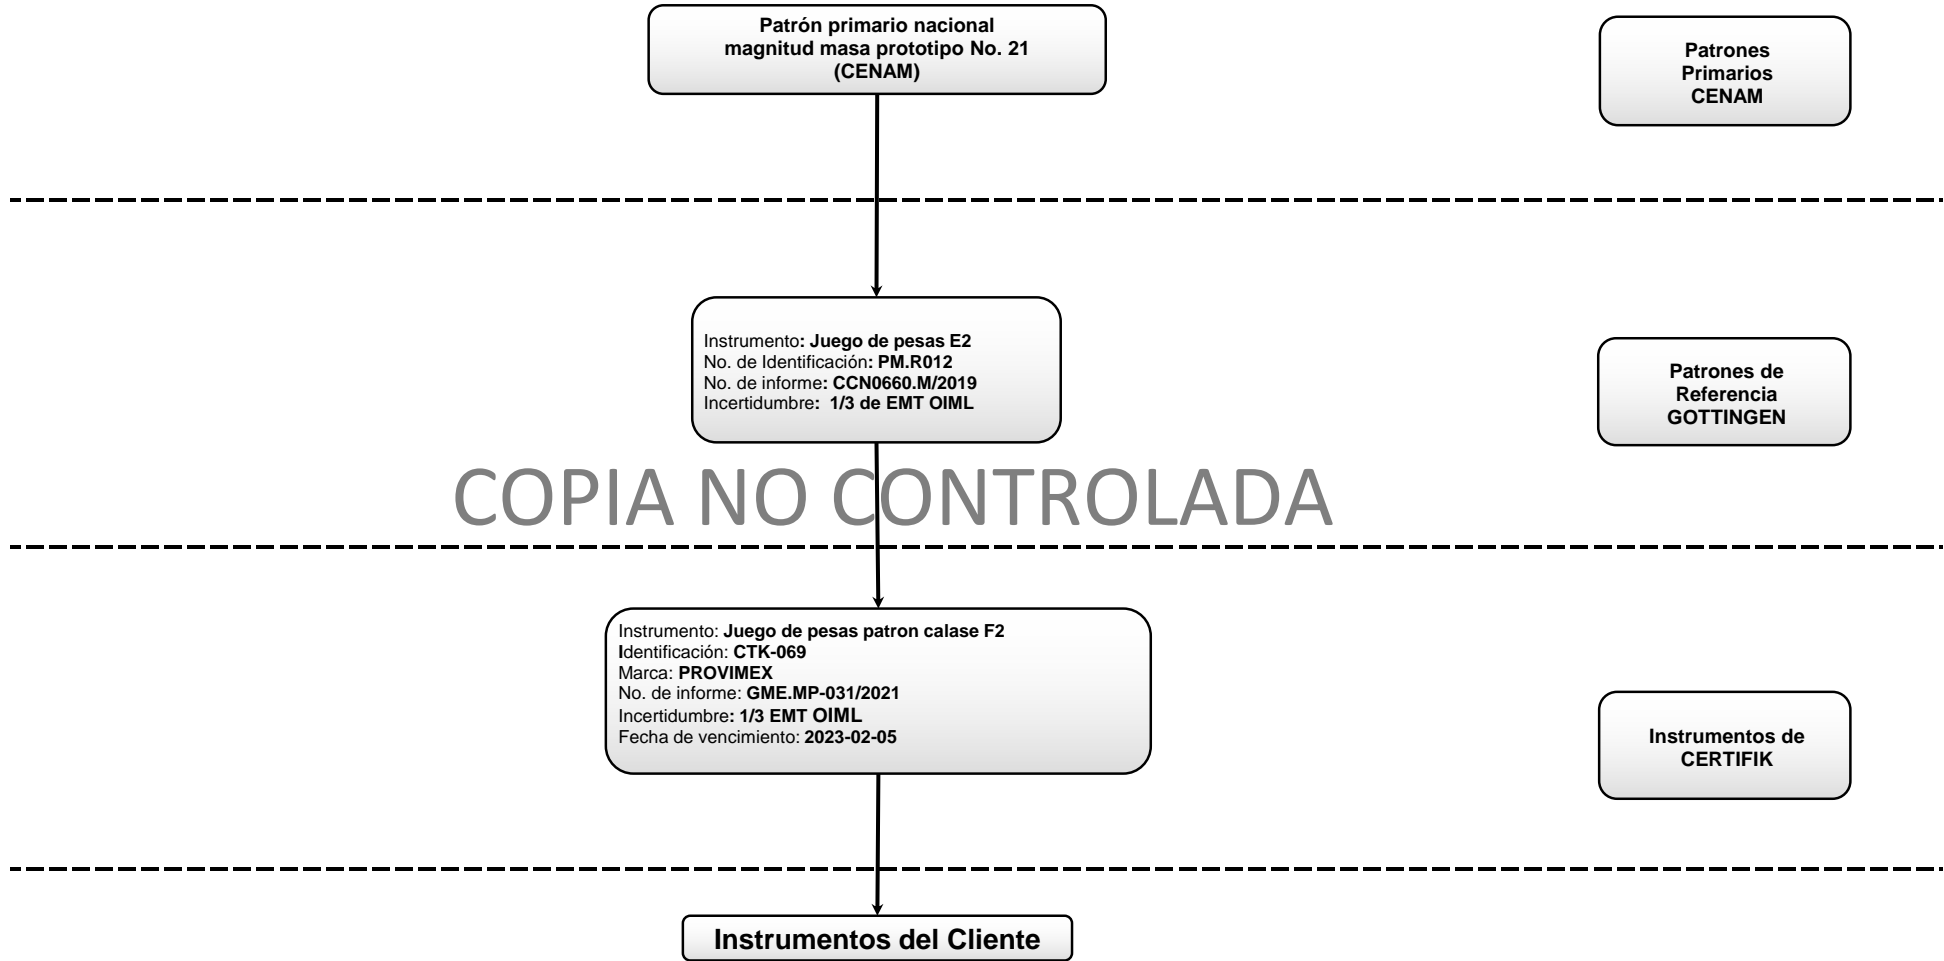 Patrón primario nacional
magnitud masa prototipo No. 21
(CENAM)
Patrones
Primarios
CENAM
Instrumento: Juego de pesas E2
No. de Identificación: PM.R012
No. de informe: CCN0660.M/2019
Incertidumbre:  1/3 de EMT OIML
Patrones de
Referencia
GOTTINGEN
COPIA NO CONTROLADA
Instrumento: Juego de pesas patron calase F2
Identificación: CTK-069
Marca: PROVIMEX
No. de informe: GME.MP-031/2021
Incertidumbre: 1/3 EMT OIML
Fecha de vencimiento: 2023-02-05
Instrumentos de
CERTIFIK
Instrumentos del Cliente